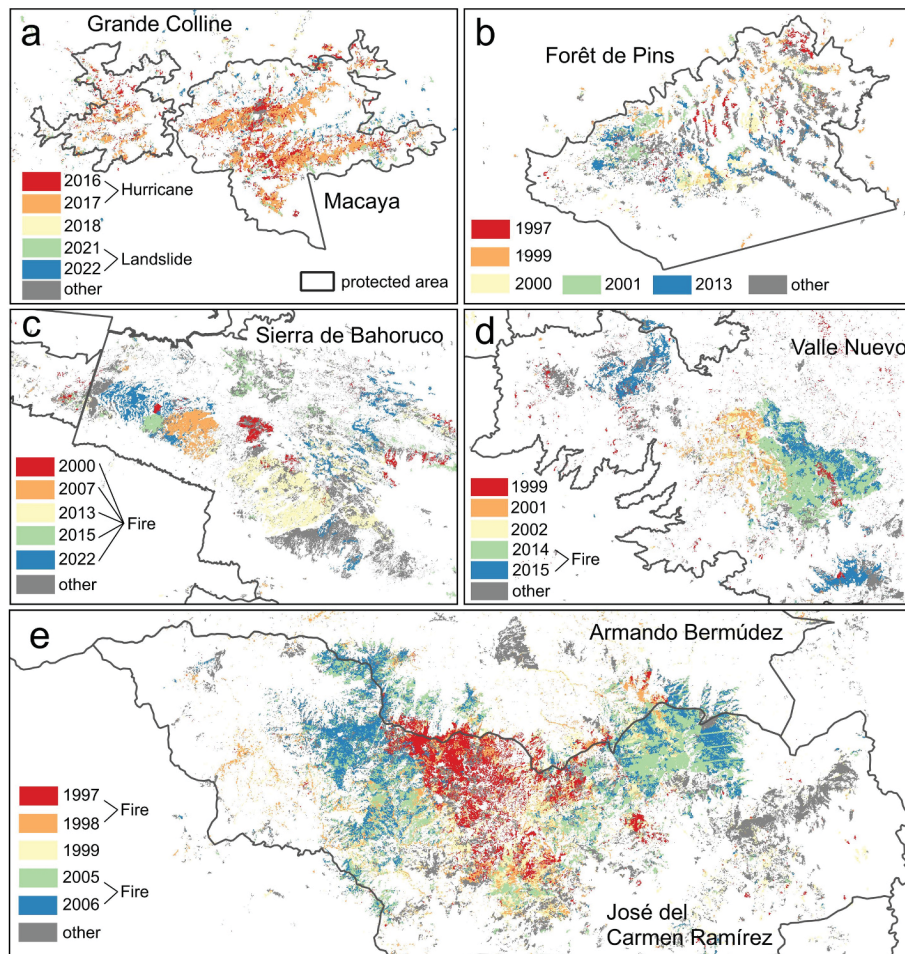 a
Grande Colline
Macaya
2016
2017
Hurricane
2018
2021
2022
Landslide
other
protected area
b
Forêt de Pins
1997
1999
2000
2001
2013
other
c
Sierra de Bahoruco
2000
2007
2013
2015
2022
Fire
other
d
Valle Nuevo
1999
2001
2002
2014
2015
Fire
other
e
Armando Bermúdez
1997
1998
Fire
1999
2005
2006
Fire
other
José del
Carmen Ramírez